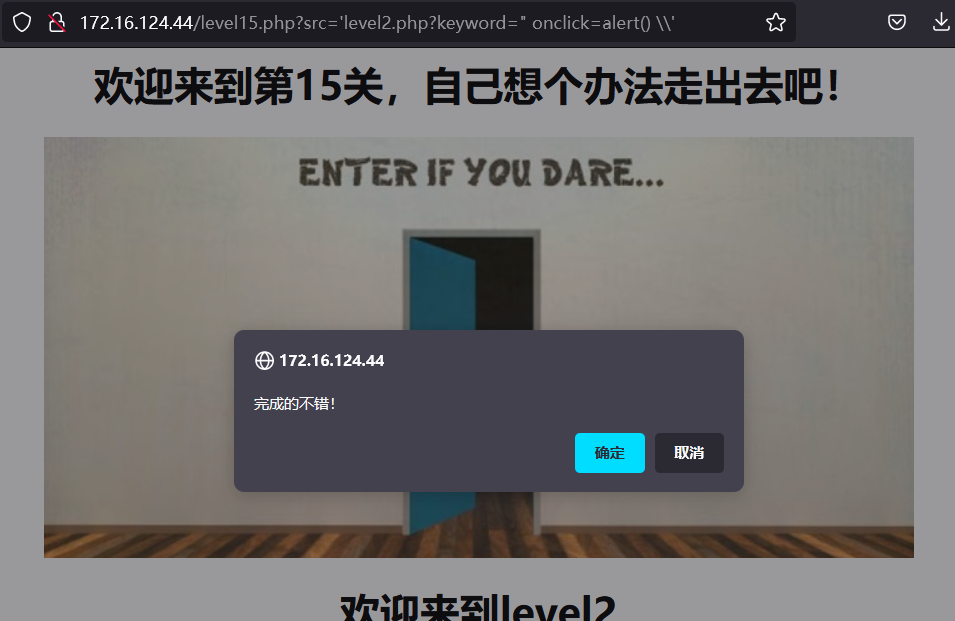 172.16.124.44/level15.php?src='level2.php?keyword=" onclick=alert() \\'
欢迎来到第15关，自己想个办法走出去吧！
ENTER IF YOU DARE...
172.16.124.44
完成的不错！
确定 取消
欢迎来到level2